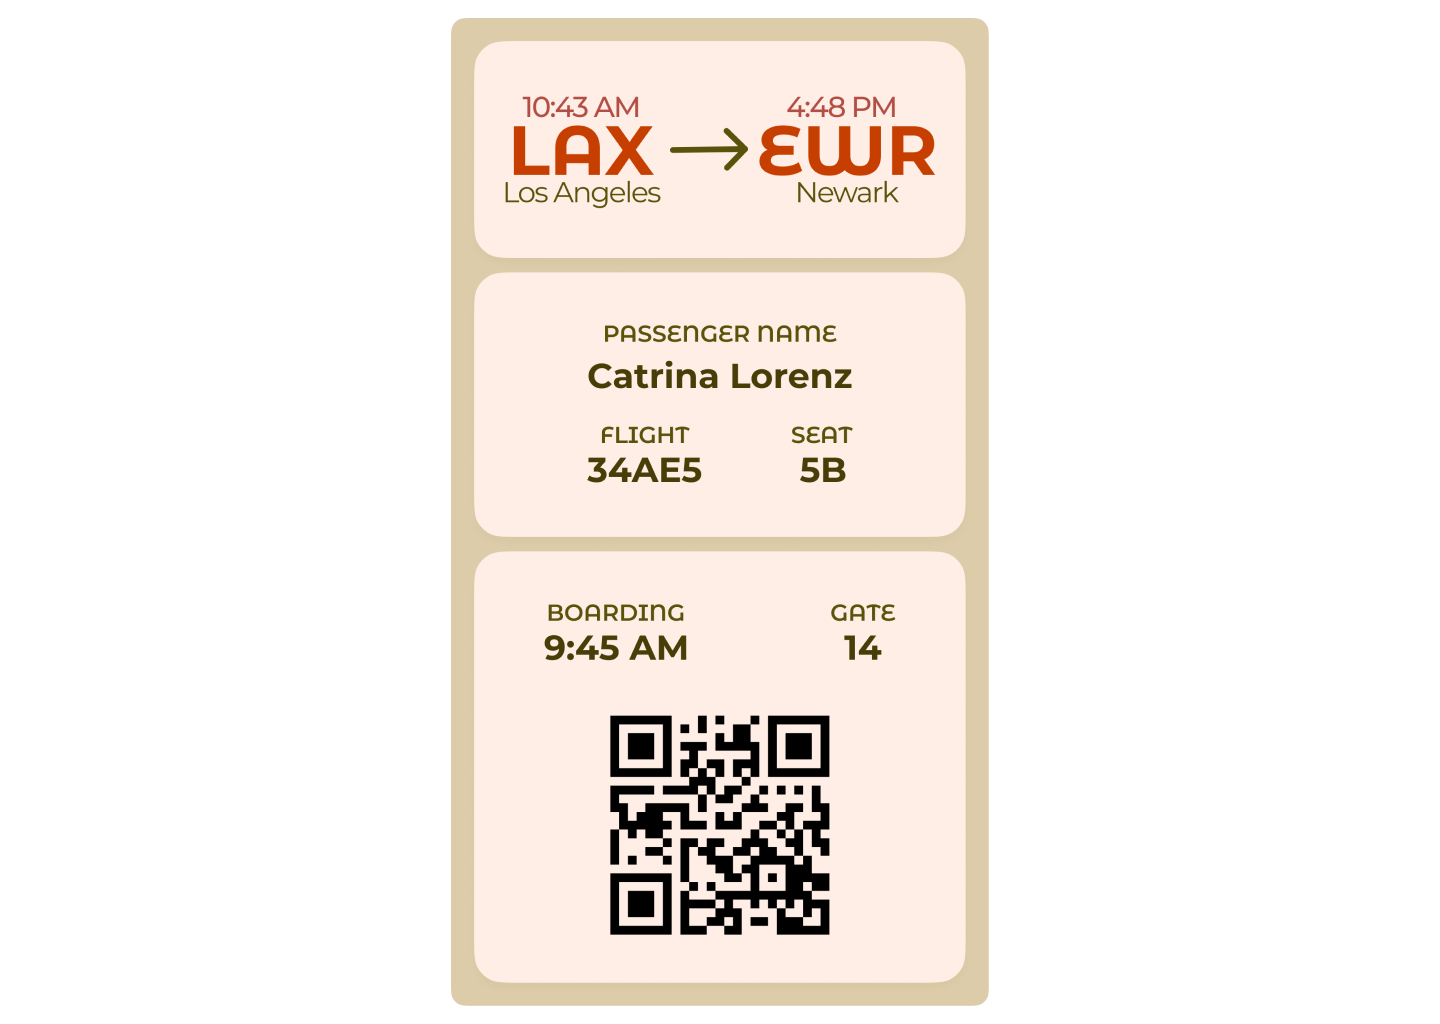 10:43 AM
LAX
Los Angeles
4:48 PM
EWR
Newark
PASSENGER NAME
Catrina Lorenz
FLIGHT
34AE5
SEAT
5B
BOARDING
9:45 AM
GATE
14